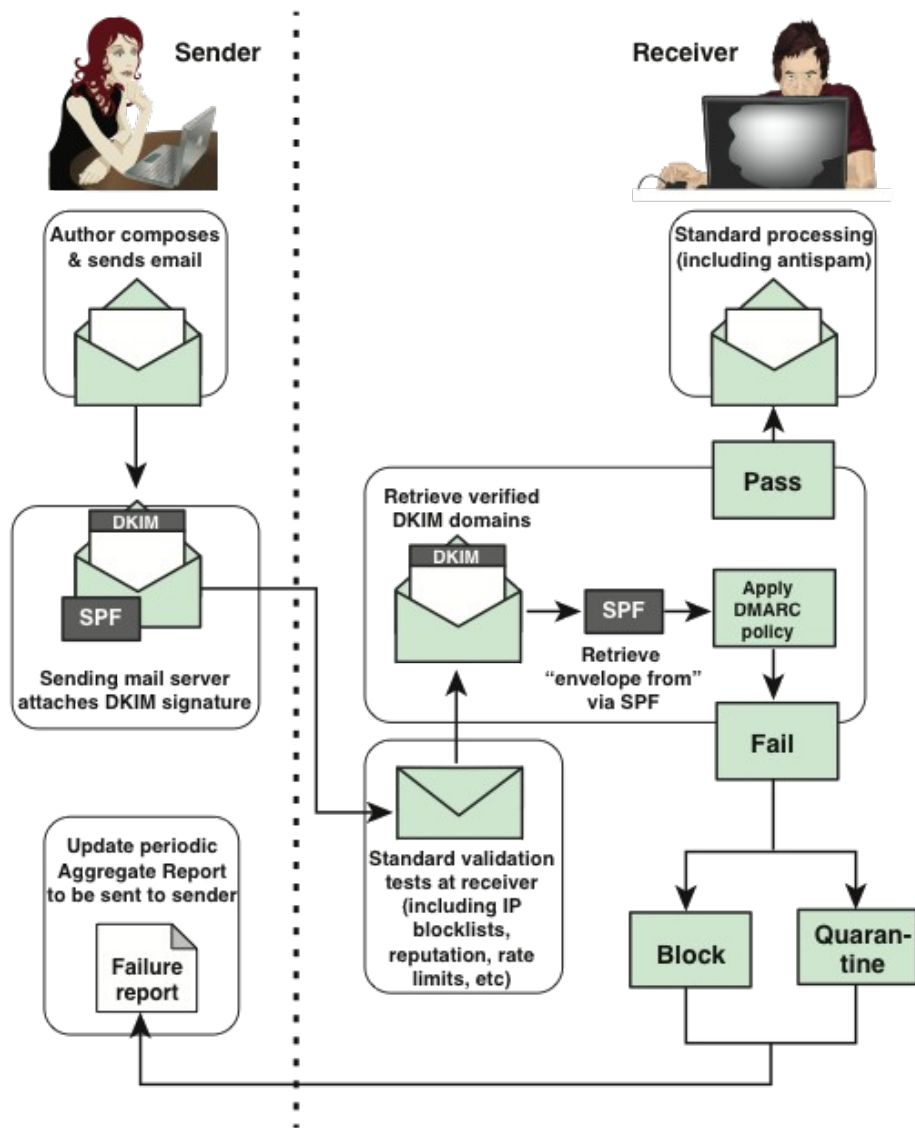 Sender
Receiver
Author composes
& sends email
Standard processing
(including antispam)
Pass
Retrieve verified
DKIM domains
DKIM
DKIM
SPF
SPF
Apply
DMARC
policy
Retrieve
“envelope from”
via SPF
Sending mail server
attaches DKIM signature
Fail
Standard validation
tests at receiver
(including IP
blocklists,
reputation, rate
limits, etc)
Update periodic
Aggregate Report
to be sent to sender
Failure
report
Block
Quaran-
tine